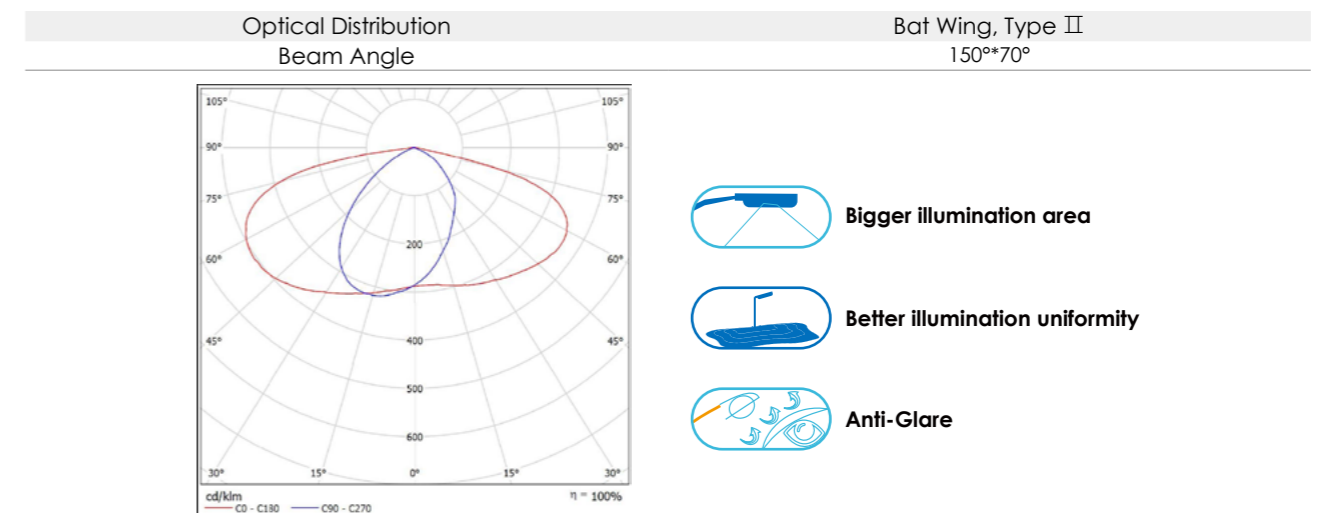 Optical Distribution Bat Wing, Type Ⅱ
Beam Angle 150°*70°
105° 105°
90° 90°
75° 75°
60° 60°
45° 45°
200
400
500
600
30° 15° 0° 15° 30°
cd/klm η = 100%
C0 - C180 C90 - C270
Bigger illumination area
Better illumination uniformity
Anti-Glare